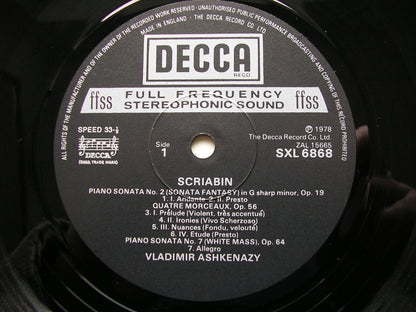 ALL RIGHTS OF THE MANUFACTURER AND OF THE OWNER OF THE RECORDED WORK RESERVED · UNAUTHORISED PUBLIC PERFORMANCE BROADCASTING AND COPYING OF THIS RECORD PROHIBITED
MADE IN ENGLAND · THE DECCA RECORD CO LTD
DECCA
ffss FULL FREQUENCY ffss
STEREOPHONIC SOUND
SPEED 33⅓
DECCA
TRADE MARK
Side
1
Ⓟ 1978
The Decca Record Co. Ltd.
ZAL 15665
SXL 6868
SCRIABIN
PIANO SONATA No. 2 (SONATA FANTASY) in G sharp minor, Op. 19
1. I. Andante 2. II. Presto
QUATRE MORCEAUX, Op. 56
3. I. Prélude (Violent, très accentué)
4. II. Ironies (Vivo Scherzoso)
5. III. Nuances (Fondu, velouté)
6. IV. Etude (Presto)
PIANO SONATA No. 7 (WHITE MASS), Op. 64
7. Allegro
VLADIMIR ASHKENAZY